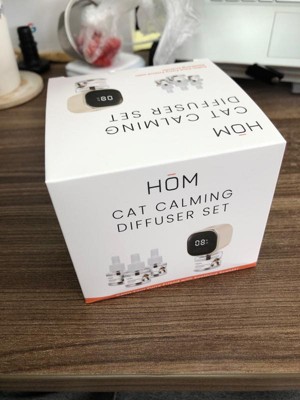 HŌM
CAT CALMING
DIFFUSER SET
HŌM
CAT CALMING
DIFFUSER SET